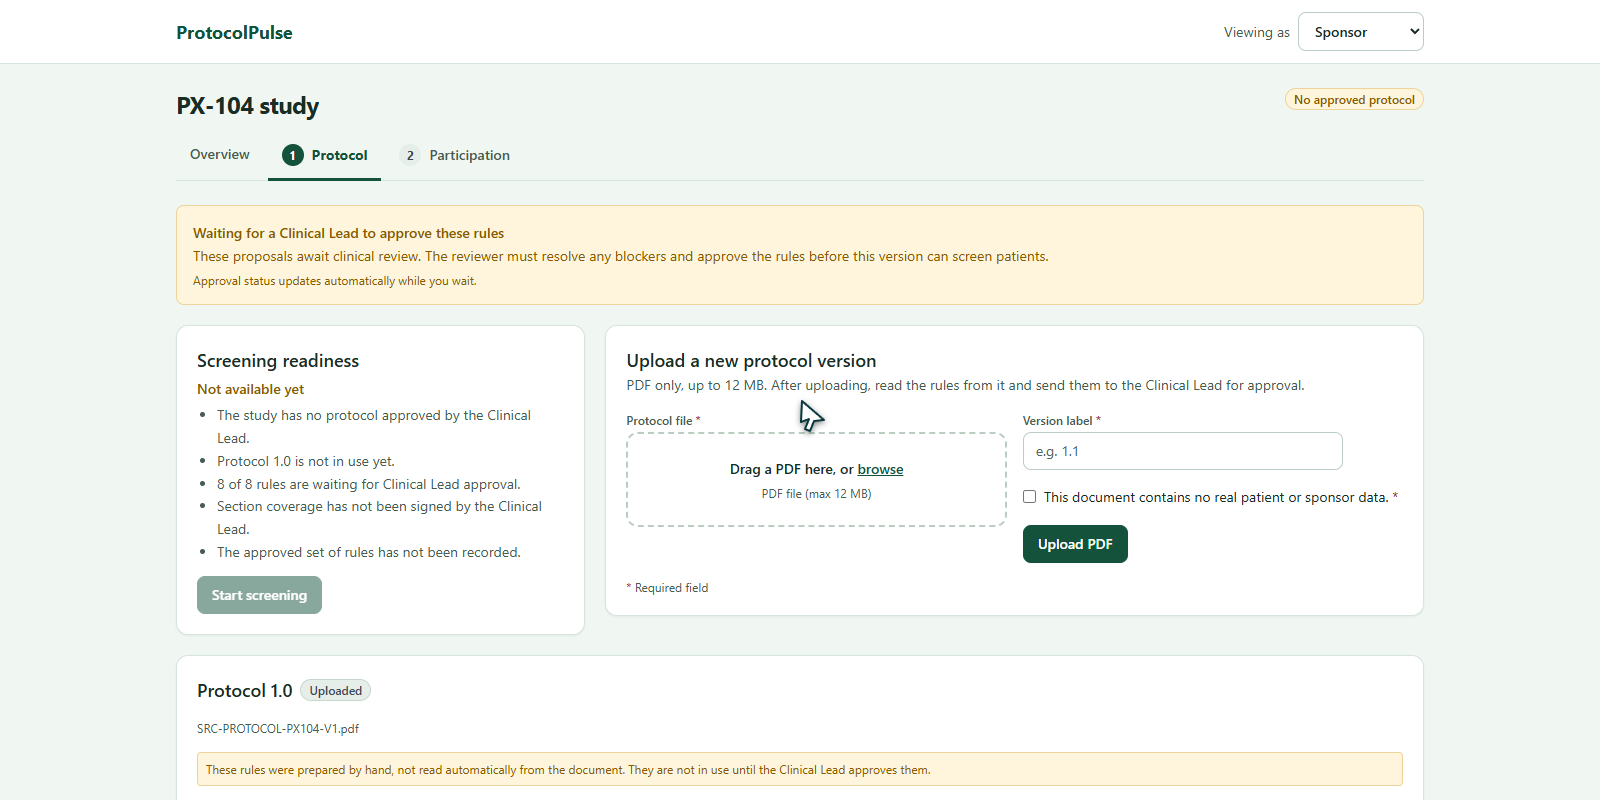 ProtocolPulse
Viewing as
Sponsor
PX-104 study
No approved protocol
Overview
1 Protocol
2 Participation
Waiting for a Clinical Lead to approve these rules
These proposals await clinical review. The reviewer must resolve any blockers and approve the rules before this version can screen patients.
Approval status updates automatically while you wait.
Screening readiness
Not available yet
• The study has no protocol approved by the Clinical
Lead.
• Protocol 1.0 is not in use yet.
• 8 of 8 rules are waiting for Clinical Lead approval.
• Section coverage has not been signed by the Clinical
Lead.
• The approved set of rules has not been recorded.
Start screening
Upload a new protocol version
PDF only, up to 12 MB. After uploading, read the rules from it and send them to the Clinical Lead for approval.
Protocol file *
Drag a PDF here, or browse
PDF file (max 12 MB)
Version label *
e.g. 1.1
This document contains no real patient or sponsor data. *
Upload PDF
* Required field
Protocol 1.0
Uploaded
SRC-PROTOCOL-PX104-V1.pdf
These rules were prepared by hand, not read automatically from the document. They are not in use until the Clinical Lead approves them.